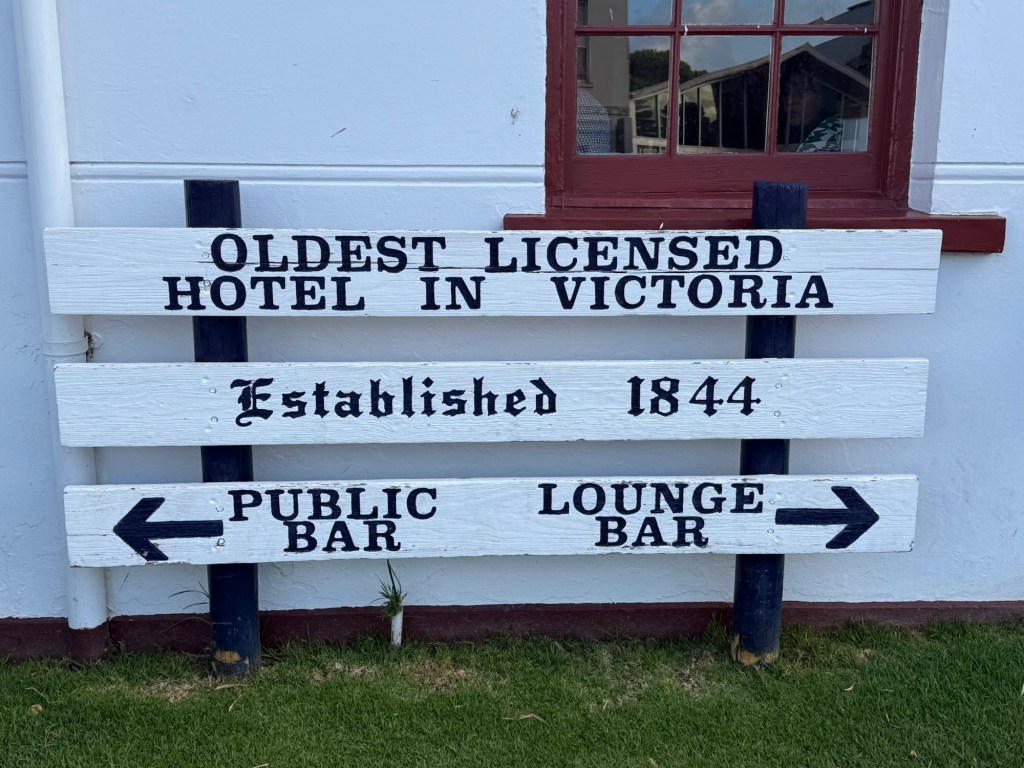 OLDEST LICENSED
HOTEL IN VICTORIA
Established 1844
PUBLIC
BAR
LOUNGE
BAR